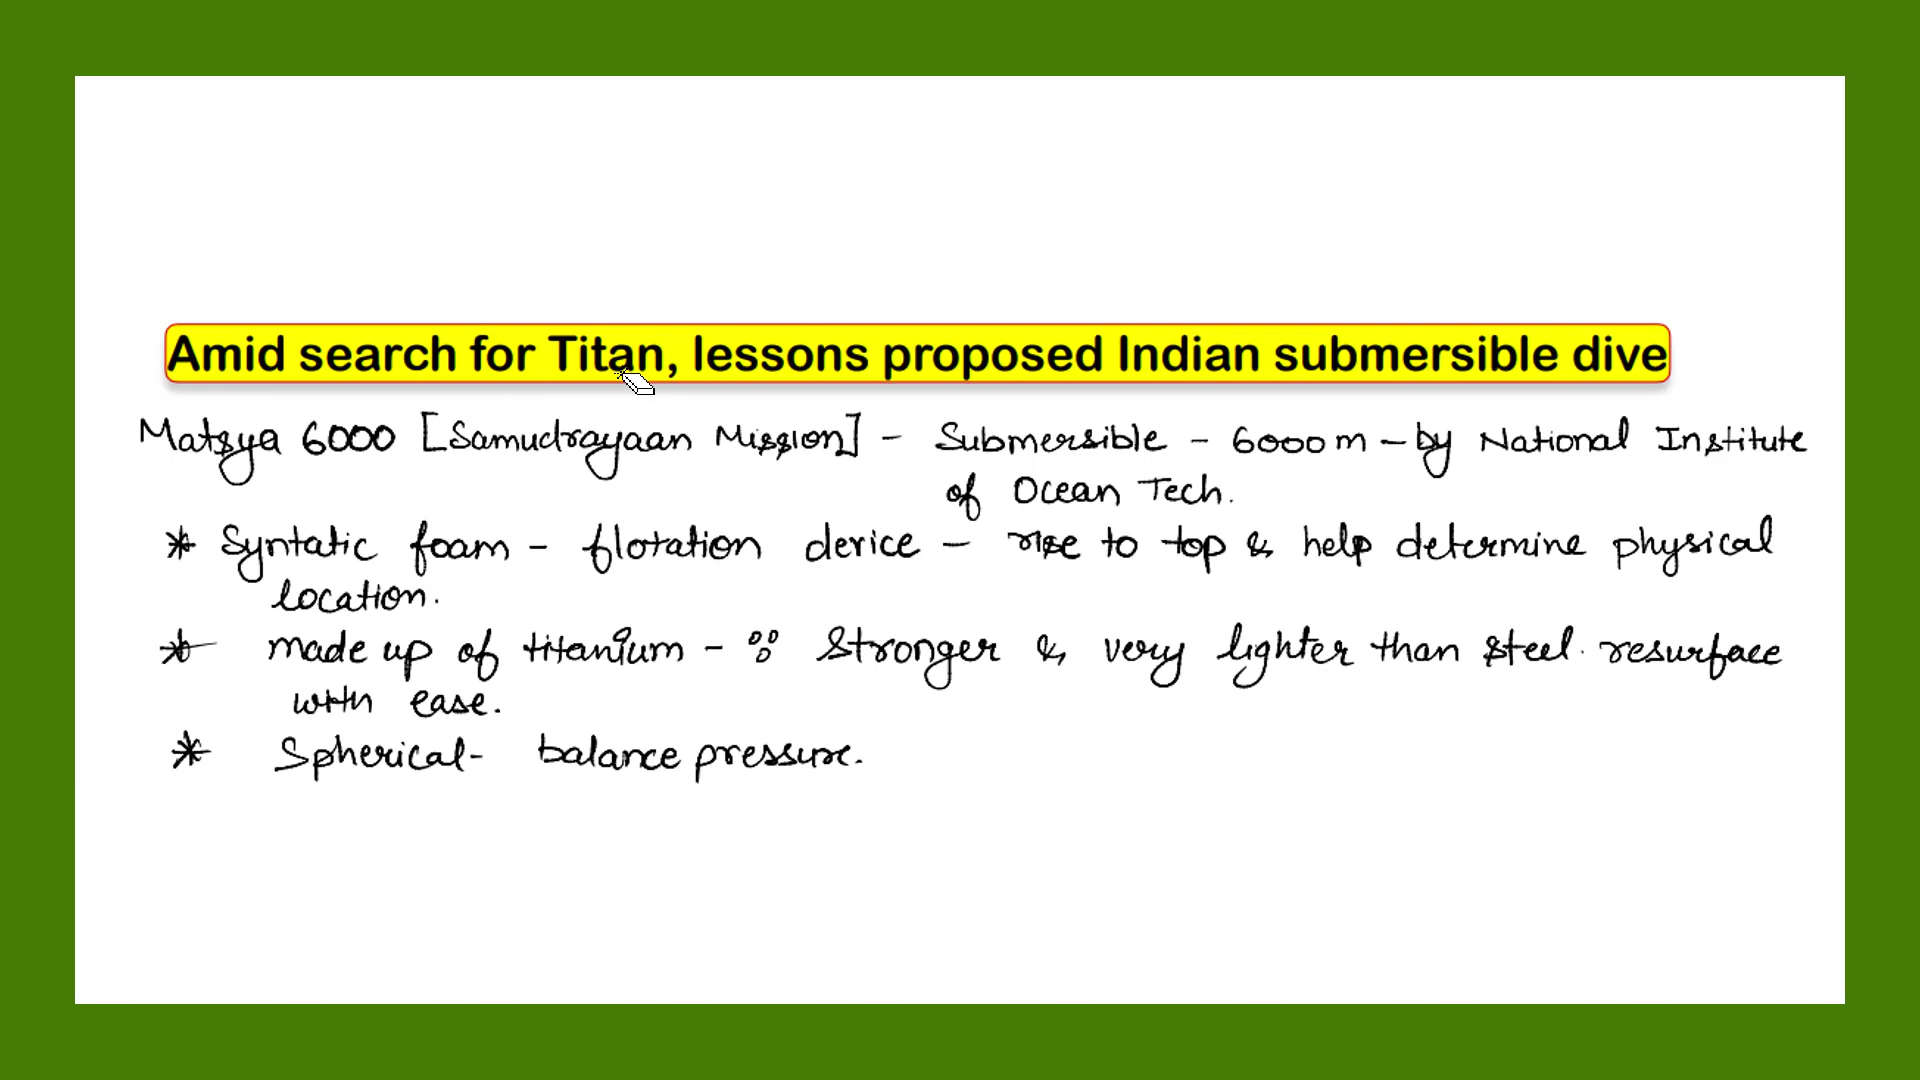 Amid search for Titan, lessons proposed Indian submersible dive
Matsya 6000 [Samudrayaan Mission] - Submersible - 6000 m - by National Institute
of Ocean Tech.
* Syntatic foam - flotation device - rise to top & help determine physical
location.
* made up of titanium - ∵ Stronger & very lighter than steel. resurface
with ease.
* Spherical - balance pressure.